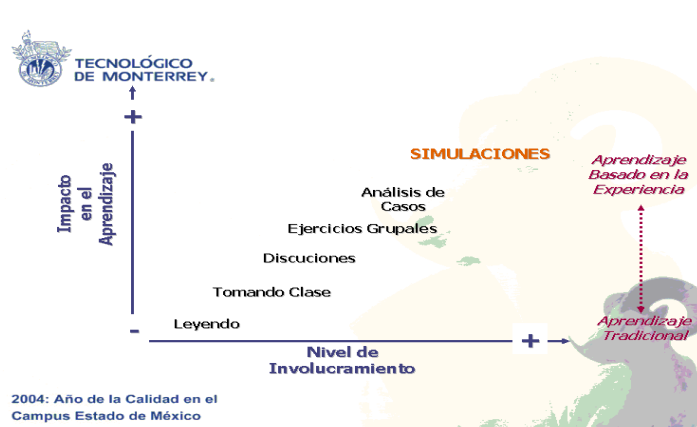 TECNOLÓGICO
DE MONTERREY®
+
Impacto
en el
Aprendizaje
-
SIMULACIONES
Análisis de
Casos
Ejercicios Grupales
Discuciones
Tomando Clase
Leyendo
Aprendizaje
Basado en la
Experiencia
Aprendizaje
Tradicional
+
Nivel de
Involucramiento
2004: Año de la Calidad en el
Campus Estado de México